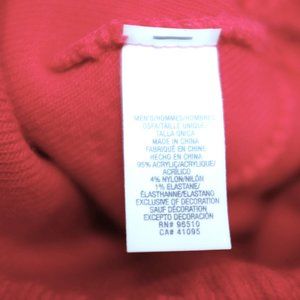 MEN'S/HOMMES/HOMBRES
OSFA/TAILLE UNIQUE/
TALLA ÚNICA
MADE IN CHINA
FABRIQUÉ EN CHINE
HECHO EN CHINA
95% ACRYLIC/ACRYLIQUE/
ACRÍLICO
4% NYLON/NILÓN
1% ELASTANE/
ÉLASTHANNE/ELASTANO
EXCLUSIVE OF DECORATION
SAUF DÉCORATION
EXCEPTO DECORACIÓN
RN# 96510
CA# 41095